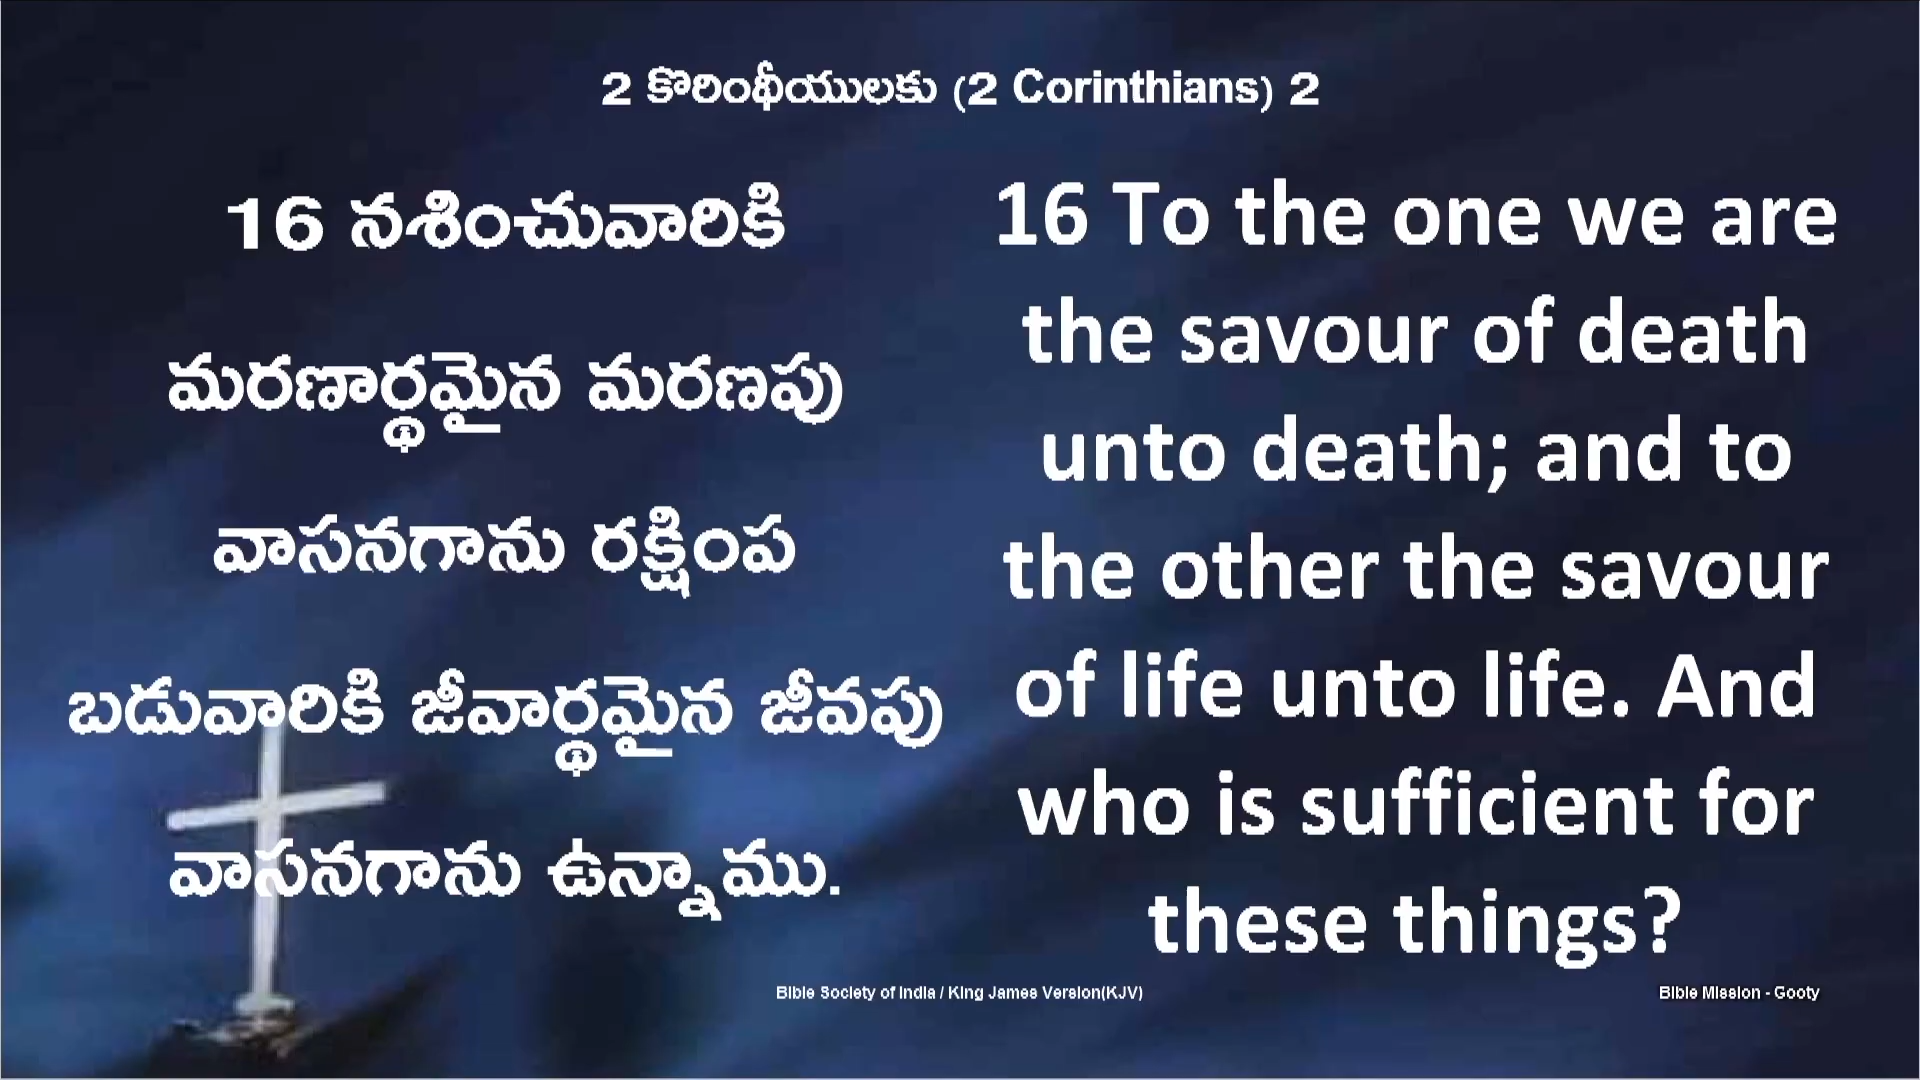 2 కొరింథీయులకు (2 Corinthians) 2
16 నశించువారికి
మరణార్థమైన మరణపు
వాసనగాను రక్షింప
బడువారికి జీవార్థమైన జీవపు
వాసనగాను ఉన్నాము.
16 To the one we are
the savour of death
unto death; and to
the other the savour
of life unto life. And
who is sufficient for
these things?
Bible Society of India / King James Version(KJV)
Bible Mission - Gooty